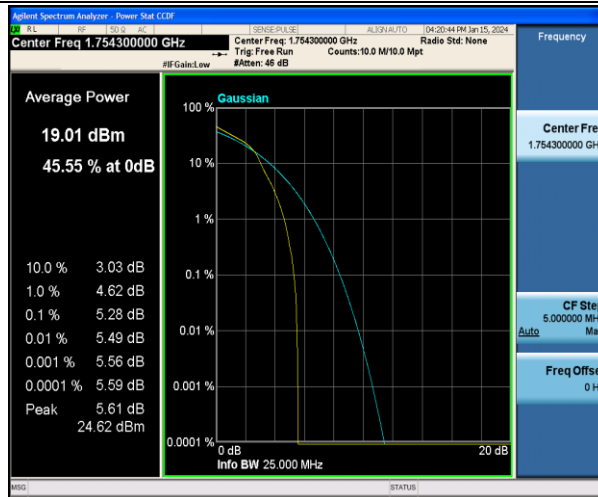 Agilent Spectrum Analyzer - Power Stat CCDF
RL RF 50 Ω AC SENSE:PULSE ALIGN AUTO 04:20:44 PM Jan 15, 2024
Center Freq 1.754300000 GHz
Center Freq: 1.754300000 GHz Radio Std: None
Trig: Free Run Counts:10.0 M/10.0 Mpt
#IFGain:Low #Atten: 46 dB
Frequency
Average Power
19.01 dBm
45.55 % at 0dB
10.0 % 3.03 dB
1.0 % 4.62 dB
0.1 % 5.28 dB
0.01 % 5.49 dB
0.001 % 5.56 dB
0.0001 % 5.59 dB
Peak 5.61 dB
24.62 dBm
100 % Gaussian
10 %
1 %
0.1 %
0.01 %
0.001 %
0.0001 %
0 dB 20 dB
Info BW 25.000 MHz
Center Fre
1.754300000 GH
CF Ste
5.000000 MH
Auto Ma
Freq Offse
0 H
MSG STATUS